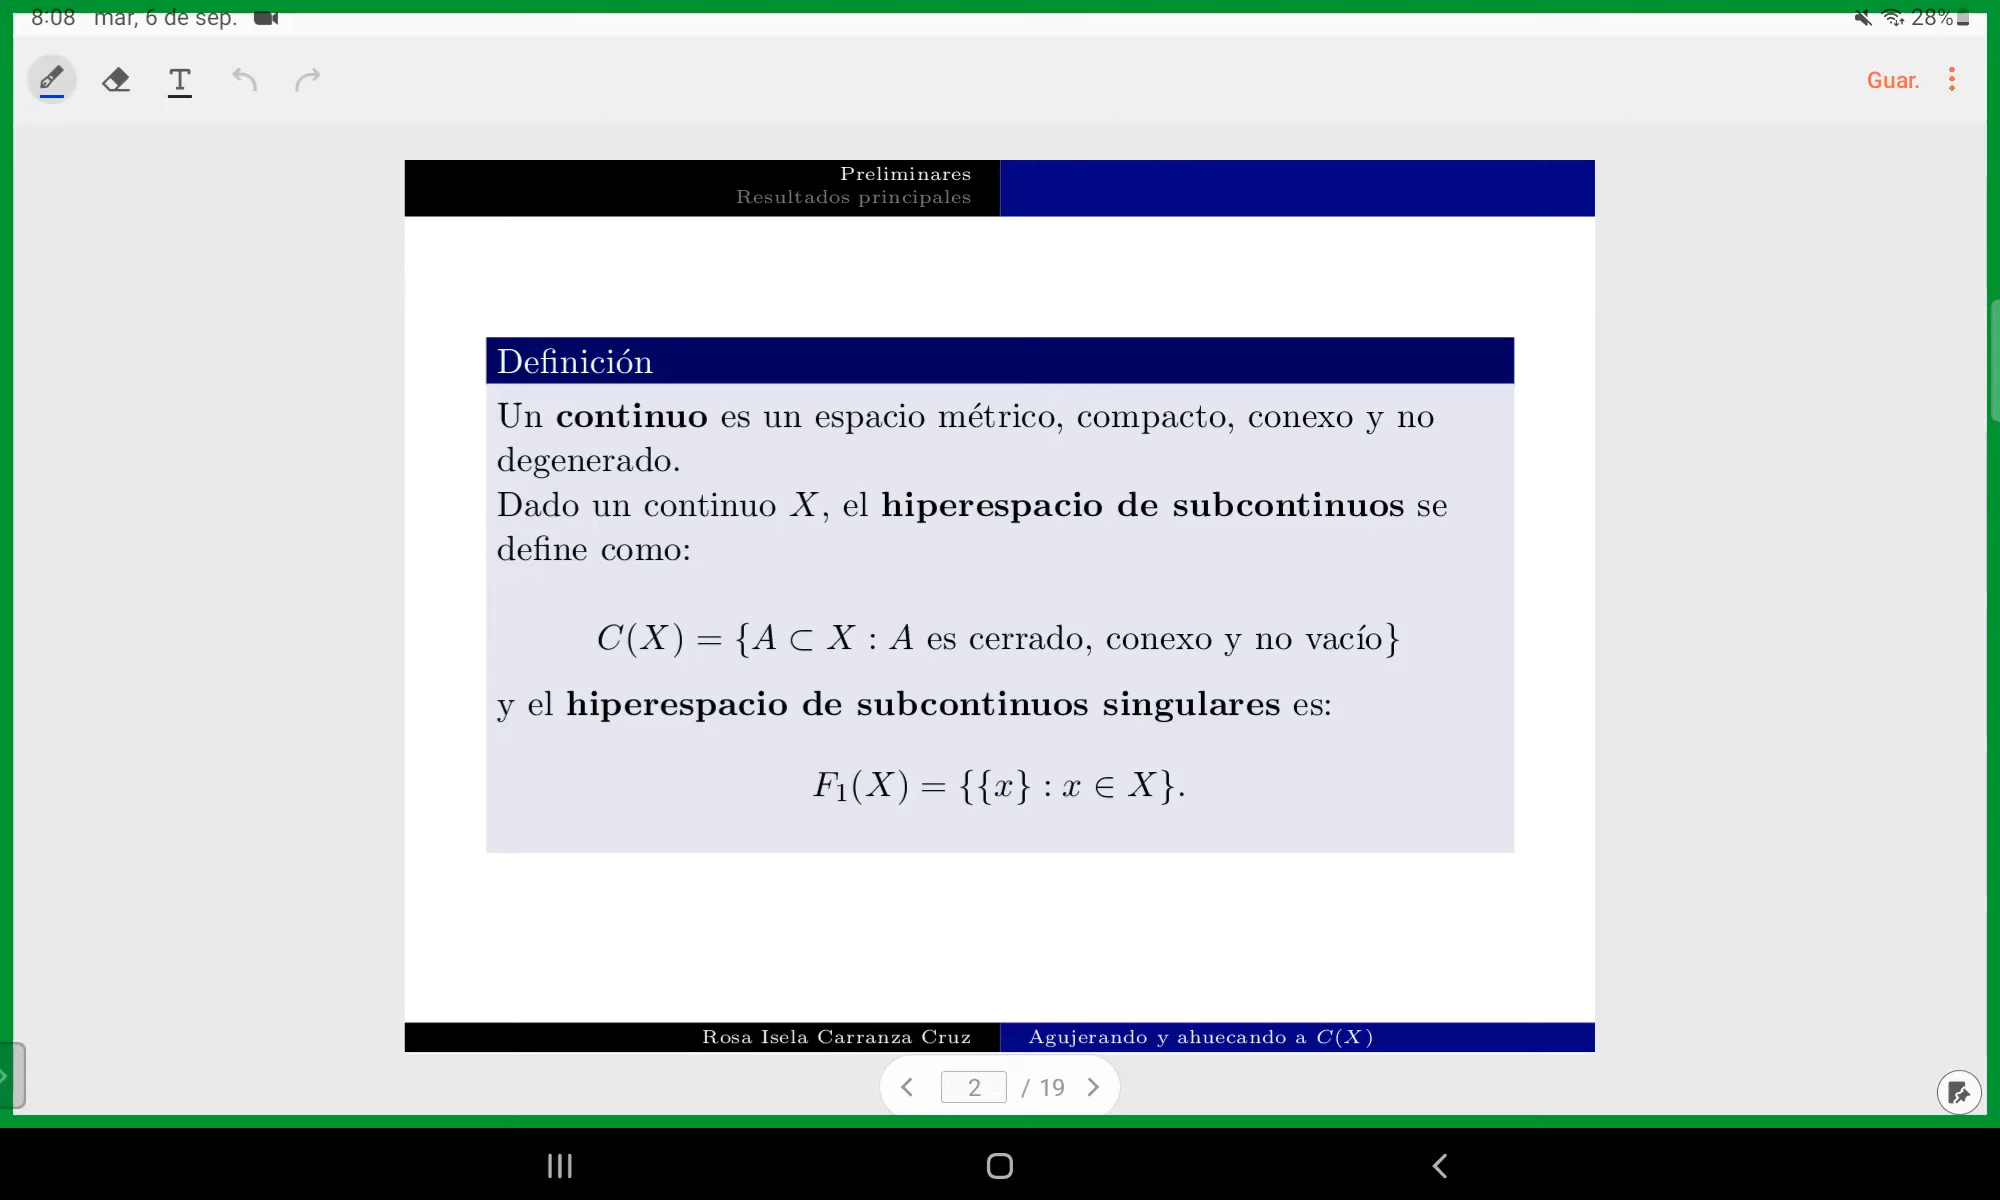 8:08 mar, 6 de sep. 28%
T Guar.
Preliminares
Resultados principales
Definición
Un continuo es un espacio métrico, compacto, conexo y no
degenerado.
Dado un continuo X, el hiperespacio de subcontinuos se
define como:
C(X) = {A ⊂ X : A es cerrado, conexo y no vacío}
y el hiperespacio de subcontinuos singulares es:
F₁(X) = {{x} : x ∈ X}.
Rosa Isela Carranza Cruz Agujerando y ahuecando a C(X)
2 / 19